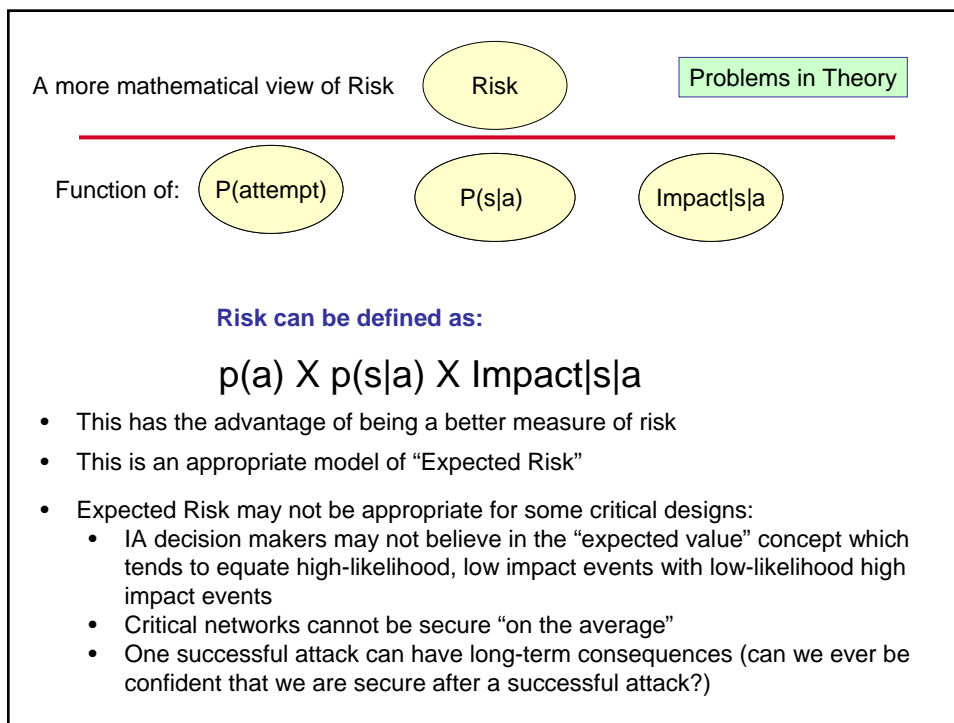 A more mathematical view of Risk
Risk
Problems in Theory
Function of:
P(attempt)
P(s|a)
Impact|s|a
Risk can be defined as:
p(a) X p(s|a) X Impact|s|a
• This has the advantage of being a better measure of risk
• This is an appropriate model of “Expected Risk”
• Expected Risk may not be appropriate for some critical designs:
• IA decision makers may not believe in the “expected value” concept which
tends to equate high-likelihood, low impact events with low-likelihood high
impact events
• Critical networks cannot be secure “on the average”
• One successful attack can have long-term consequences (can we ever be
confident that we are secure after a successful attack?)